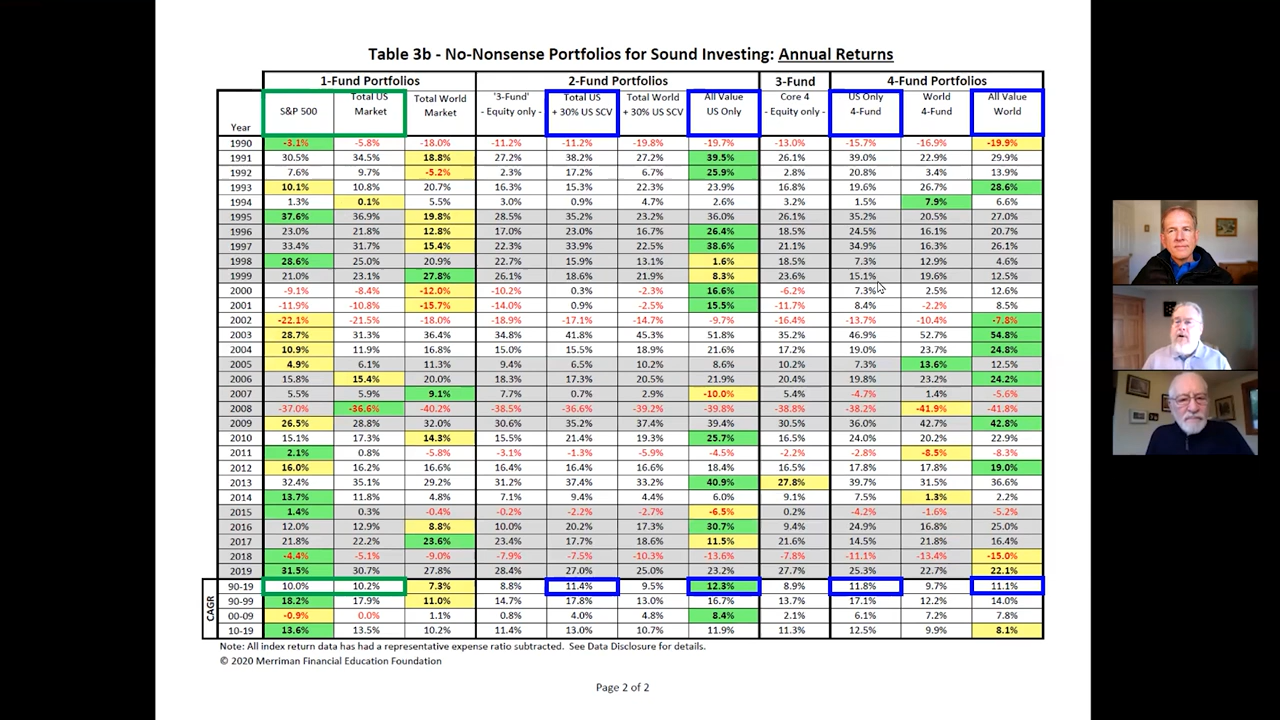 Table 3b - No-Nonsense Portfolios for Sound Investing: Annual Returns
1-Fund Portfolios 2-Fund Portfolios 3-Fund 4-Fund Portfolios
Total US '3-Fund' Total US Total World All Value Core 4 US Only World All Value
S&P 500 Market Total World Market - Equity only - + 30% US SCV + 30% US SCV US Only - Equity only - 4-Fund 4-Fund World
Year
1990 -3.1% -5.8% -18.0% -11.2% -11.2% -19.8% -19.7% -13.0% -15.7% -16.9% -19.9%
1991 30.5% 34.5% 18.8% 27.2% 38.2% 27.2% 39.5% 26.1% 39.0% 22.9% 29.9%
1992 7.6% 9.7% -5.2% 2.3% 17.2% 6.7% 25.9% 2.8% 20.8% 3.4% 13.9%
1993 10.1% 10.8% 20.7% 16.3% 15.3% 22.3% 23.9% 16.8% 19.6% 26.7% 28.6%
1994 1.3% 0.1% 5.5% 3.0% 0.9% 4.7% 2.6% 3.2% 1.5% 7.9% 6.6%
1995 37.6% 36.9% 19.8% 28.5% 35.2% 23.2% 36.0% 26.1% 35.2% 20.5% 27.0%
1996 23.0% 21.8% 12.8% 17.0% 23.0% 16.7% 26.4% 18.5% 24.5% 16.1% 20.7%
1997 33.4% 31.7% 15.4% 22.3% 33.9% 22.5% 38.6% 21.1% 34.9% 16.3% 26.1%
1998 28.6% 25.0% 20.9% 22.7% 15.9% 13.1% 1.6% 18.5% 7.3% 12.9% 4.6%
1999 21.0% 23.1% 27.8% 26.1% 18.6% 21.9% 8.3% 23.6% 15.1% 19.6% 12.5%
2000 -9.1% -8.4% -12.0% -10.2% 0.3% -2.3% 16.6% -6.2% 7.3% 2.5% 12.6%
2001 -11.9% -10.8% -15.7% -14.0% 0.9% -2.5% 15.5% -11.7% 8.4% -2.2% 8.5%
2002 -22.1% -21.5% -18.0% -18.9% -17.1% -14.7% -9.7% -16.4% -13.7% -10.4% -7.8%
2003 28.7% 31.3% 36.4% 34.8% 41.8% 45.3% 51.8% 35.2% 46.9% 52.7% 54.8%
2004 10.9% 11.9% 16.8% 15.0% 15.5% 18.9% 21.6% 17.2% 19.0% 23.7% 24.8%
2005 4.9% 6.1% 11.3% 9.4% 6.5% 10.2% 8.6% 10.2% 7.3% 13.6% 12.5%
2006 15.8% 15.4% 20.0% 18.3% 17.3% 20.5% 21.9% 20.4% 19.8% 23.2% 24.2%
2007 5.5% 5.9% 9.1% 7.7% 0.7% 2.9% -10.0% 5.4% -4.7% 1.4% -5.6%
2008 -37.0% -36.6% -40.2% -38.5% -36.6% -39.2% -39.8% -38.8% -38.2% -41.9% -41.8%
2009 26.5% 28.8% 32.0% 30.6% 35.2% 37.4% 39.4% 30.5% 36.0% 42.7% 42.8%
2010 15.1% 17.3% 14.3% 15.5% 21.4% 19.3% 25.7% 16.5% 24.0% 20.2% 22.9%
2011 2.1% 0.8% -5.8% -3.1% -1.3% -5.9% -4.5% -2.2% -2.8% -8.5% -8.3%
2012 16.0% 16.2% 16.6% 16.4% 16.4% 16.6% 18.4% 16.5% 17.8% 17.8% 19.0%
2013 32.4% 35.1% 29.2% 31.2% 37.4% 33.2% 40.9% 27.8% 39.7% 31.5% 36.6%
2014 13.7% 11.8% 4.8% 7.1% 9.4% 4.4% 6.0% 9.1% 7.5% 1.3% 2.2%
2015 1.4% 0.3% -0.4% -0.2% -2.2% -2.7% -6.5% 0.2% -4.2% -1.6% -5.2%
2016 12.0% 12.9% 8.8% 10.0% 20.2% 17.3% 30.7% 9.4% 24.9% 16.8% 25.0%
2017 21.8% 22.2% 23.6% 23.4% 17.7% 18.6% 11.5% 21.6% 14.5% 21.8% 16.4%
2018 -4.4% -5.1% -9.0% -7.9% -7.5% -10.3% -13.6% -7.8% -11.1% -13.4% -15.0%
2019 31.5% 30.7% 27.8% 28.4% 27.0% 25.0% 23.2% 27.7% 25.3% 22.7% 22.1%
CAGR
90-19 10.0% 10.2% 7.3% 8.8% 11.4% 9.5% 12.3% 8.9% 11.8% 9.7% 11.1%
90-99 18.2% 17.9% 11.0% 14.7% 17.8% 13.0% 16.7% 13.7% 17.1% 12.2% 14.0%
00-09 -0.9% 0.0% 1.1% 0.8% 4.0% 4.8% 8.4% 2.1% 6.1% 7.2% 7.8%
10-19 13.6% 13.5% 10.2% 11.4% 13.0% 10.7% 11.9% 11.3% 12.5% 9.9% 8.1%
Note: All index return data has had a representative expense ratio subtracted. See Data Disclosure for details.
© 2020 Merriman Financial Education Foundation
Page 2 of 2